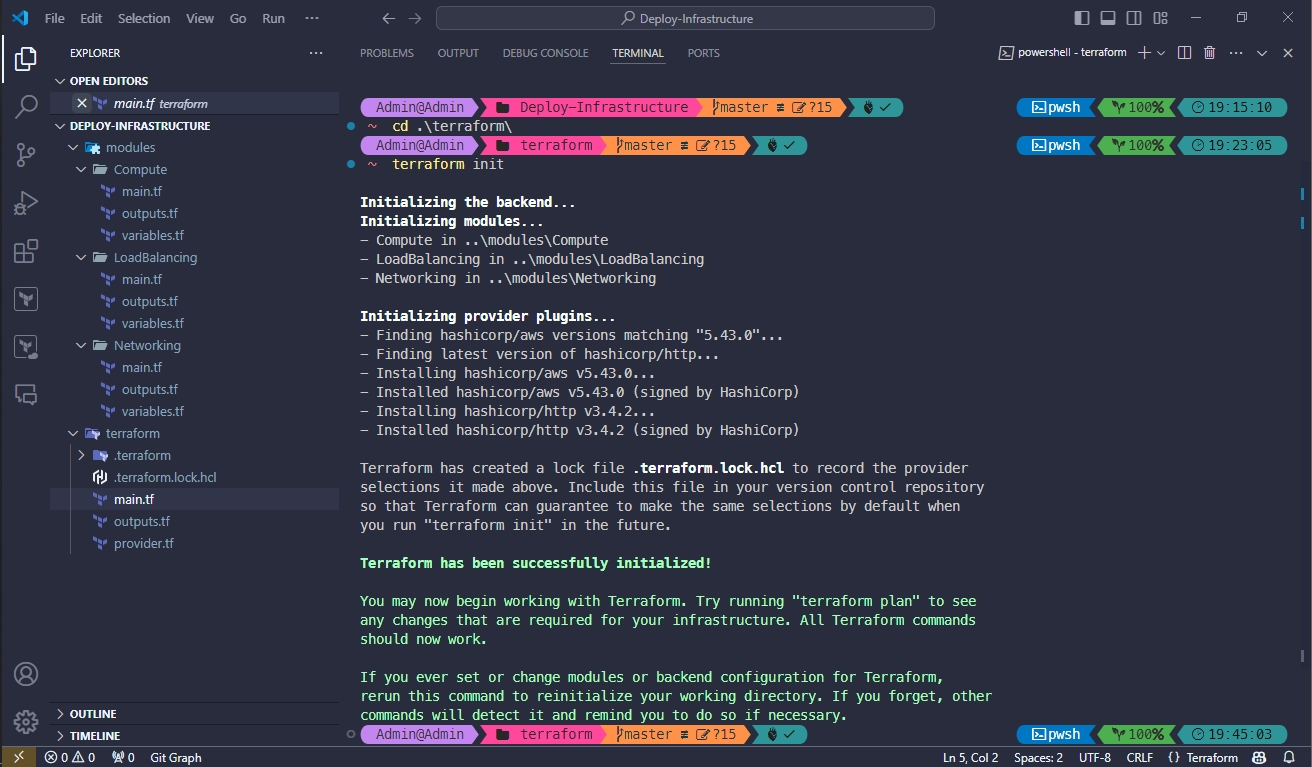 File Edit Selection View Go Run ···
Deploy-Infrastructure
EXPLORER
OPEN EDITORS
main.tf terraform
DEPLOY-INFRASTRUCTURE
modules
Compute
main.tf
outputs.tf
variables.tf
LoadBalancing
main.tf
outputs.tf
variables.tf
Networking
main.tf
outputs.tf
variables.tf
terraform
.terraform
.terraform.lock.hcl
main.tf
outputs.tf
provider.tf
OUTLINE
TIMELINE
PROBLEMS OUTPUT DEBUG CONSOLE TERMINAL PORTS
powershell - terraform
Admin@Admin Deploy-Infrastructure master ≢ ?15 ✓ pwsh 100% 19:15:10
~ cd .\terraform\
Admin@Admin terraform master ≢ ?15 ✓ pwsh 100% 19:23:05
~ terraform init
Initializing the backend...
Initializing modules...
- Compute in ..\modules\Compute
- LoadBalancing in ..\modules\LoadBalancing
- Networking in ..\modules\Networking
Initializing provider plugins...
- Finding hashicorp/aws versions matching "5.43.0"...
- Finding latest version of hashicorp/http...
- Installing hashicorp/aws v5.43.0...
- Installed hashicorp/aws v5.43.0 (signed by HashiCorp)
- Installing hashicorp/http v3.4.2...
- Installed hashicorp/http v3.4.2 (signed by HashiCorp)
Terraform has created a lock file .terraform.lock.hcl to record the provider
selections it made above. Include this file in your version control repository
so that Terraform can guarantee to make the same selections by default when
you run "terraform init" in the future.
Terraform has been successfully initialized!
You may now begin working with Terraform. Try running "terraform plan" to see
any changes that are required for your infrastructure. All Terraform commands
should now work.
If you ever set or change modules or backend configuration for Terraform,
rerun this command to reinitialize your working directory. If you forget, other
commands will detect it and remind you to do so if necessary.
Admin@Admin terraform master ≢ ?15 ✓ pwsh 100% 19:45:03
0 0 0 Git Graph Ln 5, Col 2 Spaces: 2 UTF-8 CRLF {} Terraform